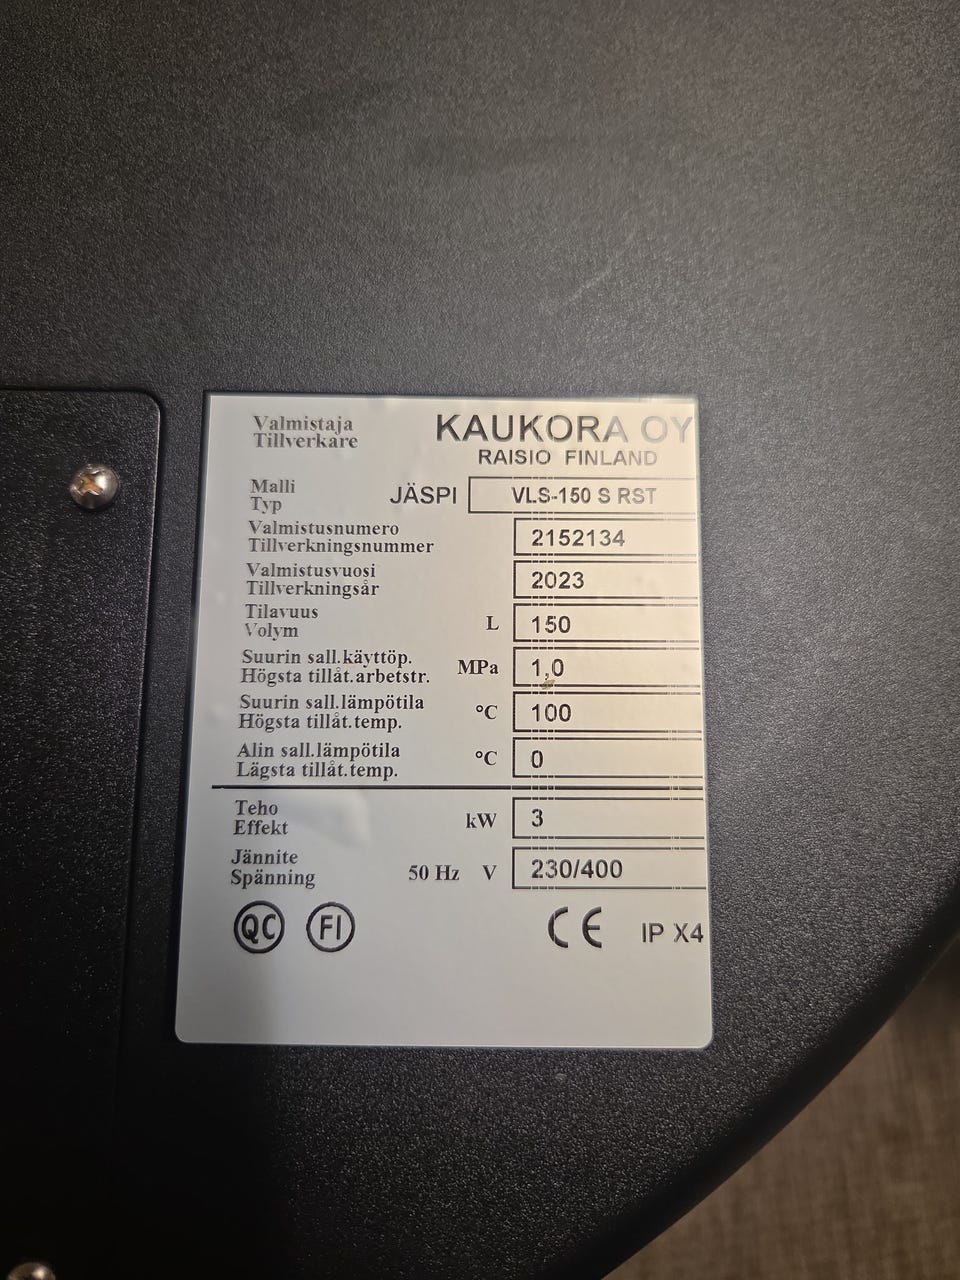 Valmistaja KAUKORA OY
Tillverkare RAISIO FINLAND
Malli
Typ JÄSPI VLS-150 S RST
Valmistusnumero
Tillverkningsnummer 2152134
Valmistusvuosi
Tillverkningsår 2023
Tilavuus
Volym L 150
Suurin sall.käyttöp.
Högsta tillåt.arbetstr. MPa 1,0
Suurin sall.lämpötila
Högsta tillåt.temp. °C 100
Alin sall.lämpötila
Lägsta tillåt.temp. °C 0
Teho
Effekt kW 3
Jännite
Spänning 50 Hz V 230/400
QC FI CE IP X4